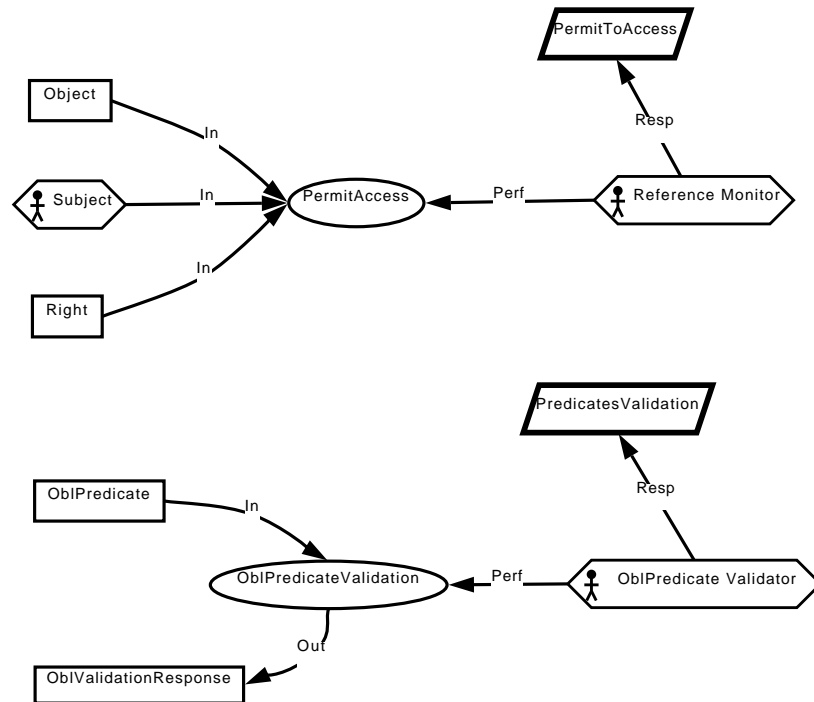 PermitToAccess
Object
In
Resp
Subject
In
PermitAccess
Perf
Reference Monitor
In
Right
PredicatesValidation
OblPredicate
In
Resp
OblPredicateValidation
Perf
OblPredicate Validator
Out
OblValidationResponse